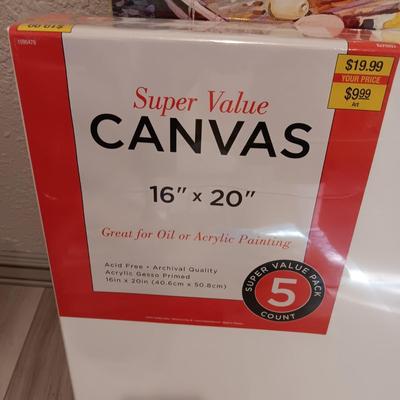 $19.99
YOUR PRICE
$9.99
Art
Super Value
CANVAS
16” x 20”
Great for Oil or Acrylic Painting
Acid Free • Archival Quality
Acrylic Gesso Primed
16in x 20in (40.6cm x 50.8cm)
SUPER VALUE PACK
5
COUNT